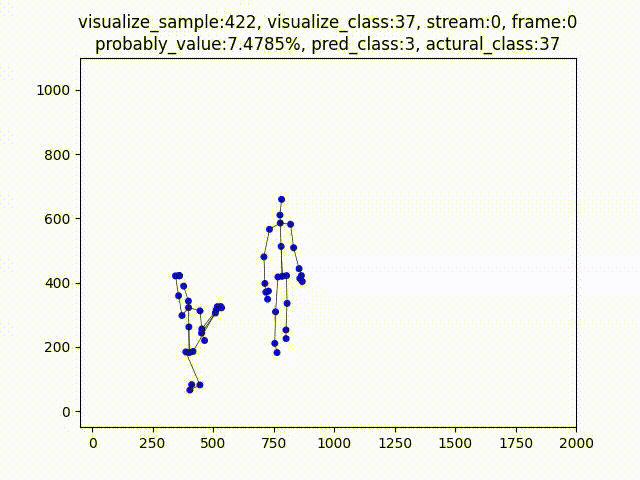 visualize_sample:422, visualize_class:37, stream:0, frame:0
probably_value:7.4785%, pred_class:3, actural_class:37
1000
800
600
400
200
0
0 250 500 750 1000 1250 1500 1750 2000